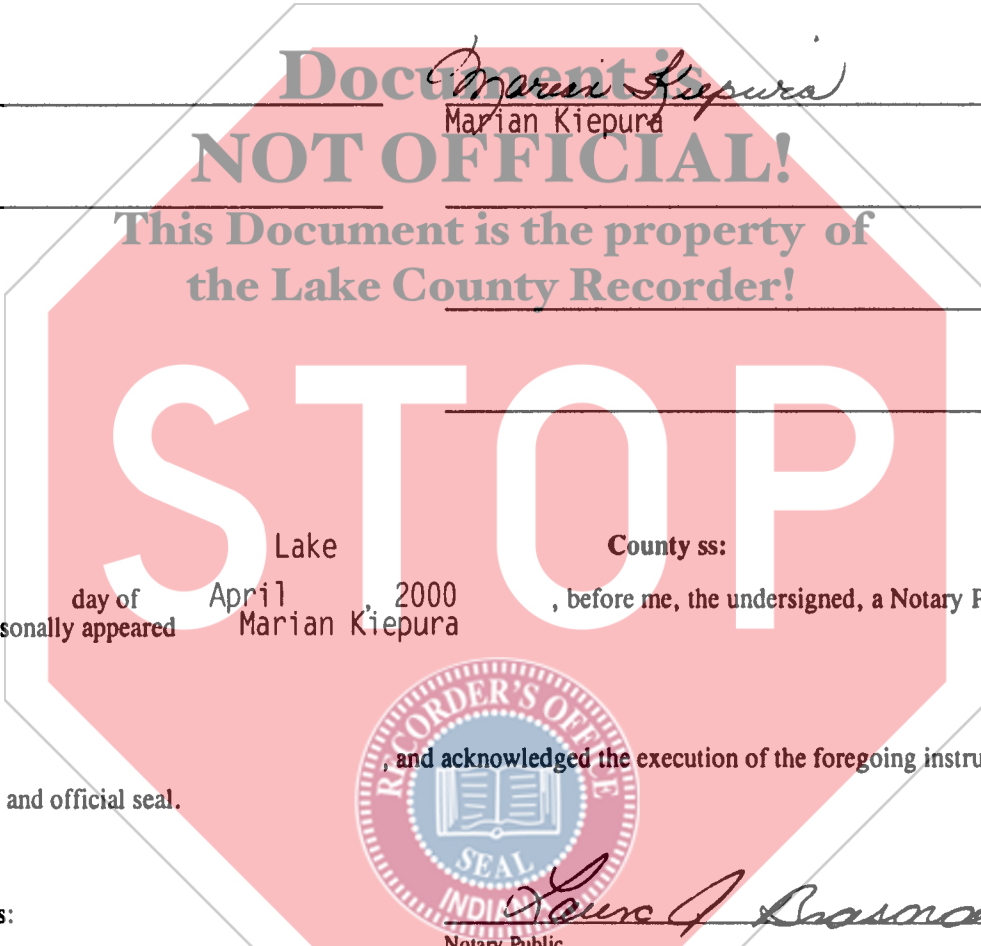 Document is
Marian Kiepura
Marian Kiepura
NOT OFFICIAL!
This Document is the property of
the Lake County Recorder!
STOP
Lake County ss:
day of April , 2000 , before me, the undersigned, a Notary P
sonally appeared Marian Kiepura
RECORDER'S OFFICE
, and acknowledged the execution of the foregoing instru
and official seal.
SEAL
INDIANA
s:
Notary Public